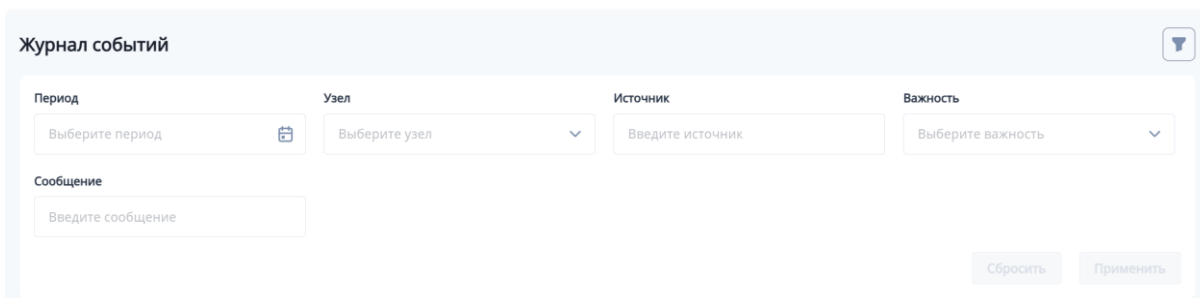 Журнал событий
Период Узел Источник Важность
Выберите период Выберите узел Введите источник Выберите важность
Сообщение
Введите сообщение
Сбросить Применить